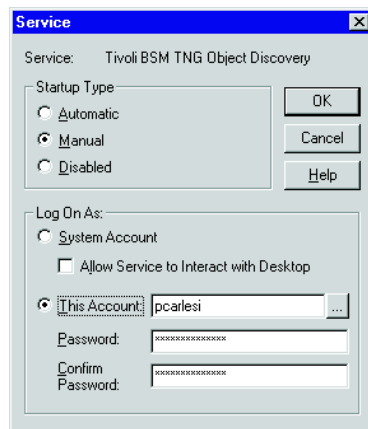 Service
Service: Tivoli BSM TNG Object Discovery
Startup Type
Automatic
Manual
Disabled
OK
Cancel
Help
Log On As:
System Account
Allow Service to Interact with Desktop
This Account: pcarlesi ...
Password: **************
Confirm
Password: **************